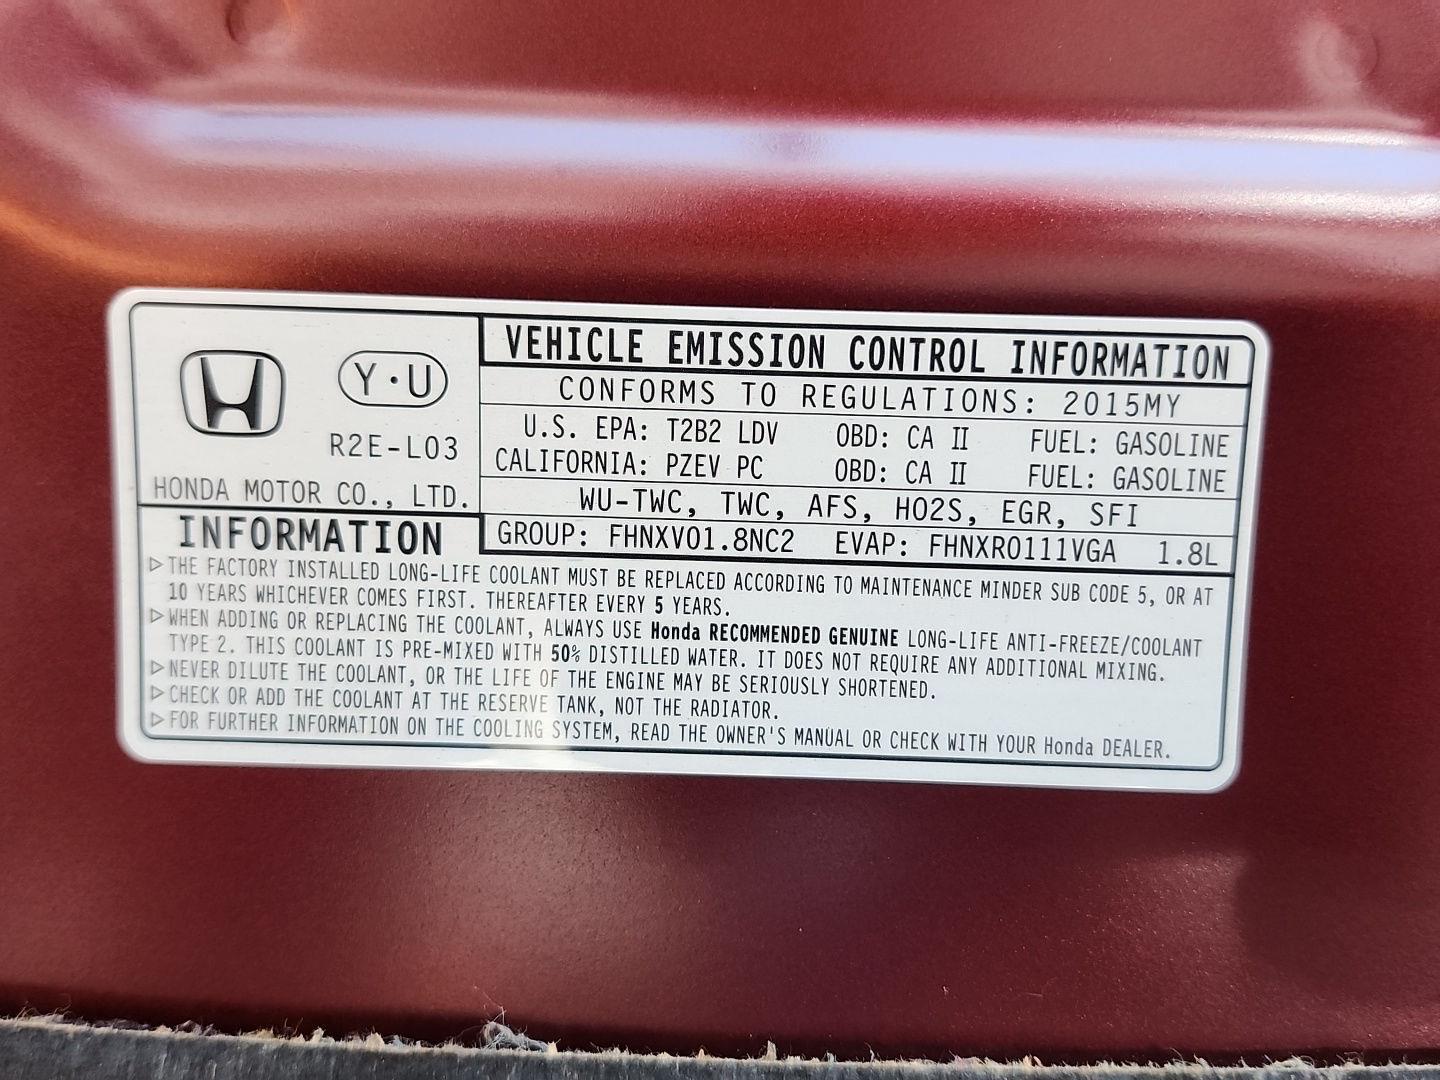 Y·U
R2E-L03
HONDA MOTOR CO., LTD.
VEHICLE EMISSION CONTROL INFORMATION
CONFORMS TO REGULATIONS: 2015MY
U.S. EPA: T2B2 LDV OBD: CA II FUEL: GASOLINE
CALIFORNIA: PZEV PC OBD: CA II FUEL: GASOLINE
WU-TWC, TWC, AFS, HO2S, EGR, SFI
GROUP: FHNXV01.8NC2 EVAP: FHNXR0111VGA 1.8L
INFORMATION
▷THE FACTORY INSTALLED LONG-LIFE COOLANT MUST BE REPLACED ACCORDING TO MAINTENANCE MINDER SUB CODE 5, OR AT
10 YEARS WHICHEVER COMES FIRST. THEREAFTER EVERY 5 YEARS.
▷WHEN ADDING OR REPLACING THE COOLANT, ALWAYS USE Honda RECOMMENDED GENUINE LONG-LIFE ANTI-FREEZE/COOLANT
TYPE 2. THIS COOLANT IS PRE-MIXED WITH 50% DISTILLED WATER. IT DOES NOT REQUIRE ANY ADDITIONAL MIXING.
▷NEVER DILUTE THE COOLANT, OR THE LIFE OF THE ENGINE MAY BE SERIOUSLY SHORTENED.
▷CHECK OR ADD THE COOLANT AT THE RESERVE TANK, NOT THE RADIATOR.
▷FOR FURTHER INFORMATION ON THE COOLING SYSTEM, READ THE OWNER'S MANUAL OR CHECK WITH YOUR Honda DEALER.